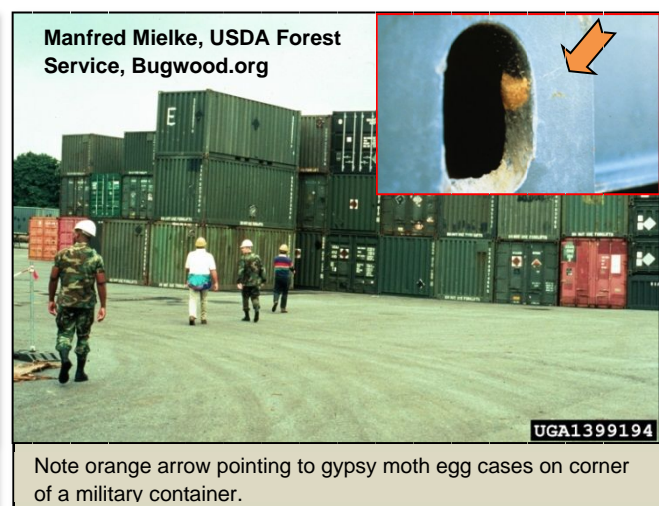 Manfred Mielke, USDA Forest
Service, Bugwood.org
E
UGA1399194
Note orange arrow pointing to gypsy moth egg cases on corner
of a military container.